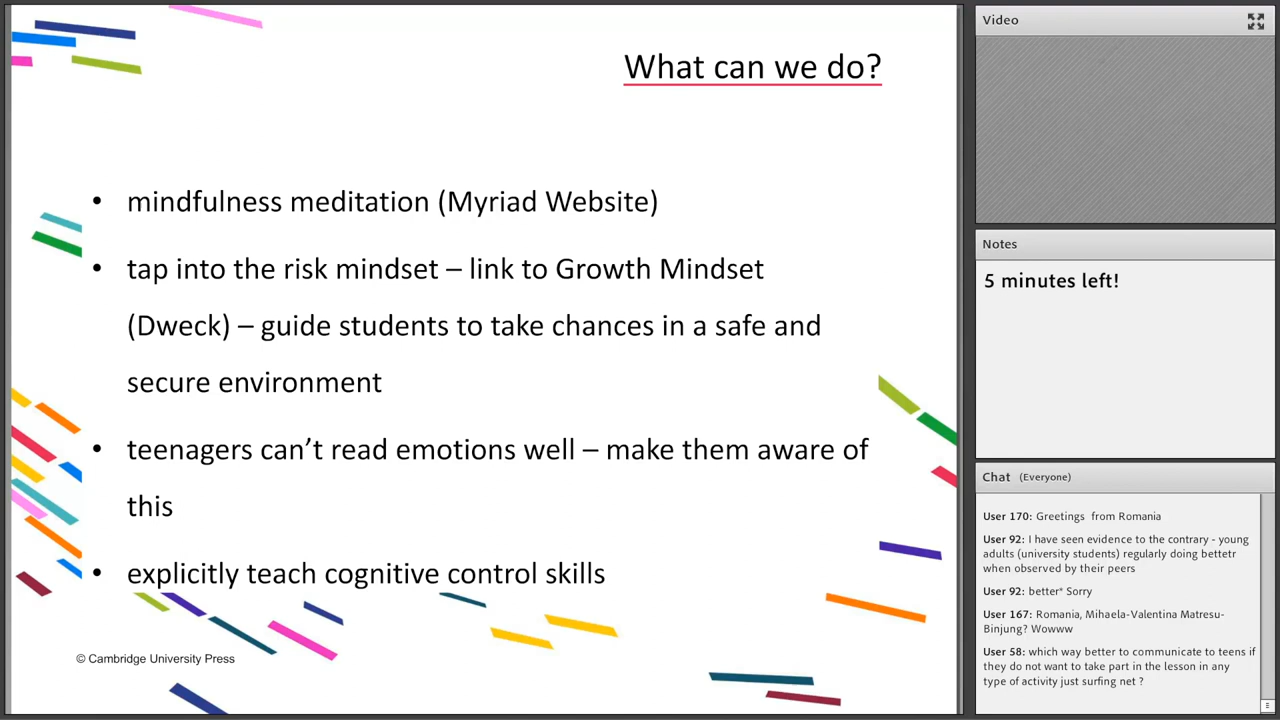 What can we do?
• mindfulness meditation (Myriad Website)
• tap into the risk mindset – link to Growth Mindset
(Dweck) – guide students to take chances in a safe and
secure environment
• teenagers can’t read emotions well – make them aware of
this
• explicitly teach cognitive control skills
© Cambridge University Press
Video
Notes
5 minutes left!
Chat (Everyone)
User 170: Greetings from Romania
User 92: I have seen evidence to the contrary - young
adults (university students) regularly doing bettetr
when observed by their peers
User 92: better* Sorry
User 167: Romania, Mihaela-Valentina Matresu-
Binjung? Wowww
User 58: which way better to communicate to teens if
they do not want to take part in the lesson in any
type of activity just surfing net ?